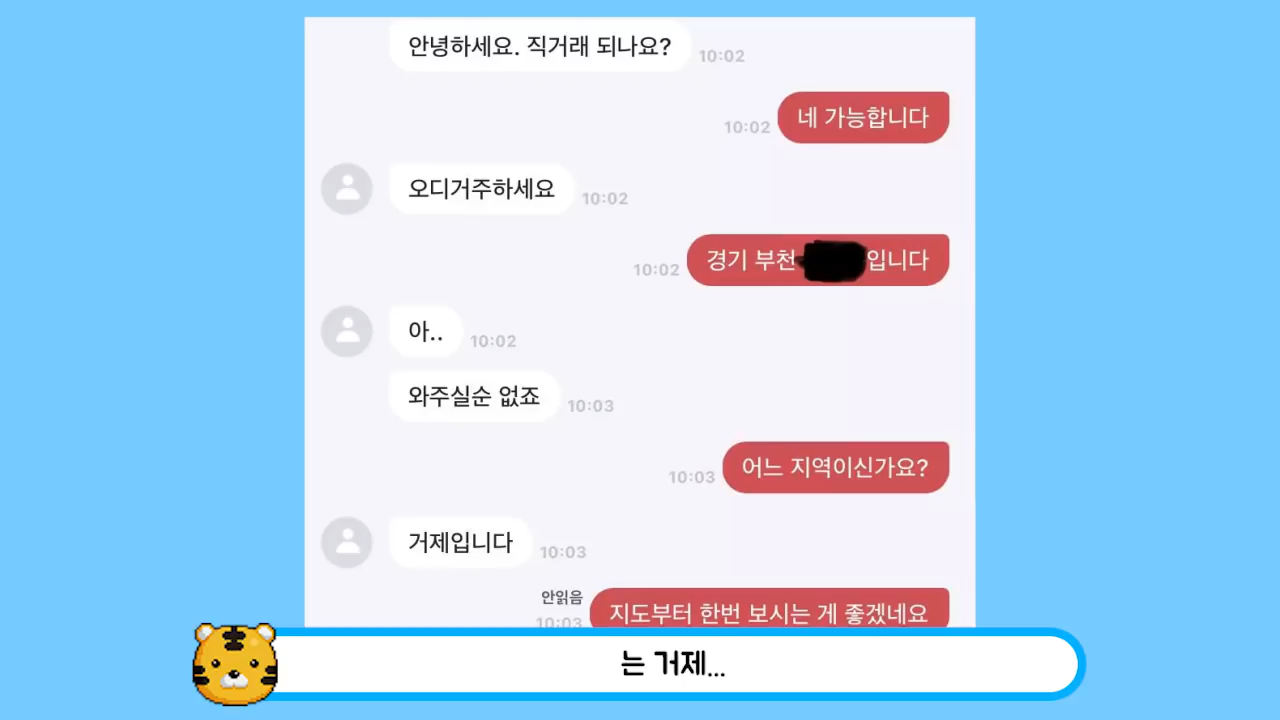 안녕하세요. 직거래 되나요?
10:02
네 가능합니다
10:02
오디거주하세요
10:02
경기 부천
입니다
10:02
아..
10:02
와주실순 없죠
10:03
어느 지역이신가요?
10:03
거제입니다
10:03
안읽음
10:03
지도부터 한번 보시는 게 좋겠네요
는 거제...